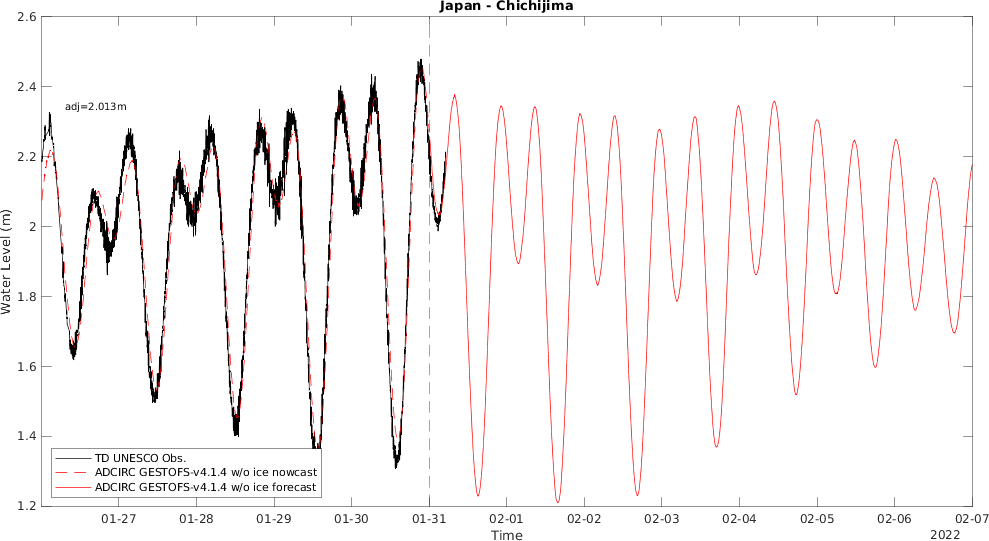 Japan - Chichijima
2.6
2.4
2.2
2
1.8
1.6
1.4
1.2
Water Level (m)
adj=2.013m
TD UNESCO Obs.
ADCIRC GESTOFS-v4.1.4 w/o ice nowcast
ADCIRC GESTOFS-v4.1.4 w/o ice forecast
01-27 01-28 01-29 01-30 01-31 02-01 02-02 02-03 02-04 02-05 02-06 02-07
Time
2022